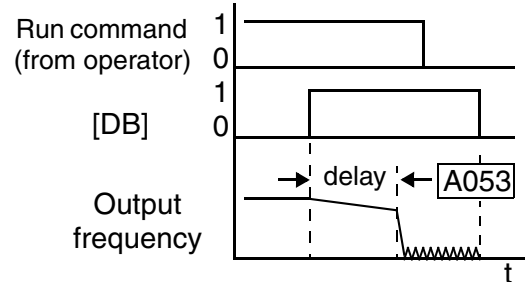 Run command
(from operator)
1
0
[DB]
1
0
delay
A053
Output
frequency
t